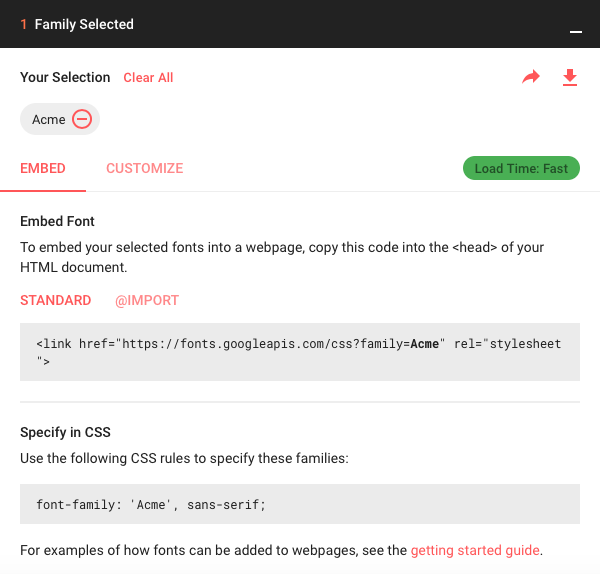 1 Family Selected
Your Selection Clear All
Acme
EMBED CUSTOMIZE Load Time: Fast
Embed Font
To embed your selected fonts into a webpage, copy this code into the <head> of your
HTML document.
STANDARD @IMPORT
<link href="https://fonts.googleapis.com/css?family=Acme" rel="stylesheet
">
Specify in CSS
Use the following CSS rules to specify these families:
font-family: 'Acme', sans-serif;
For examples of how fonts can be added to webpages, see the getting started guide.